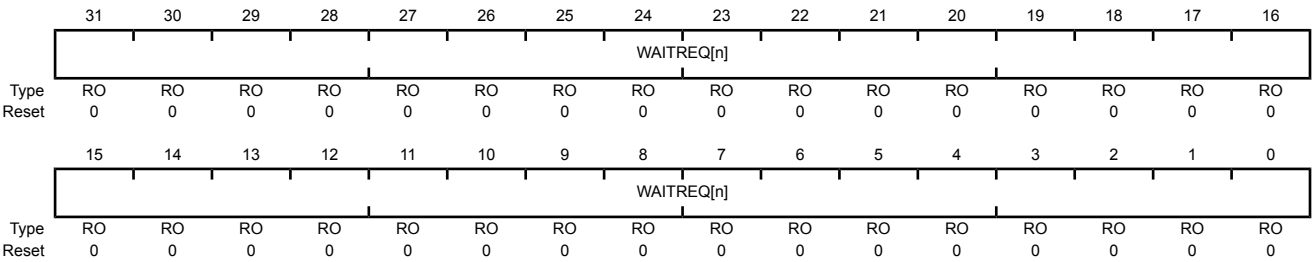 31 30 29 28 27 26 25 24 23 22 21 20 19 18 17 16
WAITREQ[n]
Type RO RO RO RO RO RO RO RO RO RO RO RO RO RO RO RO
Reset 0 0 0 0 0 0 0 0 0 0 0 0 0 0 0 0
15 14 13 12 11 10 9 8 7 6 5 4 3 2 1 0
WAITREQ[n]
Type RO RO RO RO RO RO RO RO RO RO RO RO RO RO RO RO
Reset 0 0 0 0 0 0 0 0 0 0 0 0 0 0 0 0